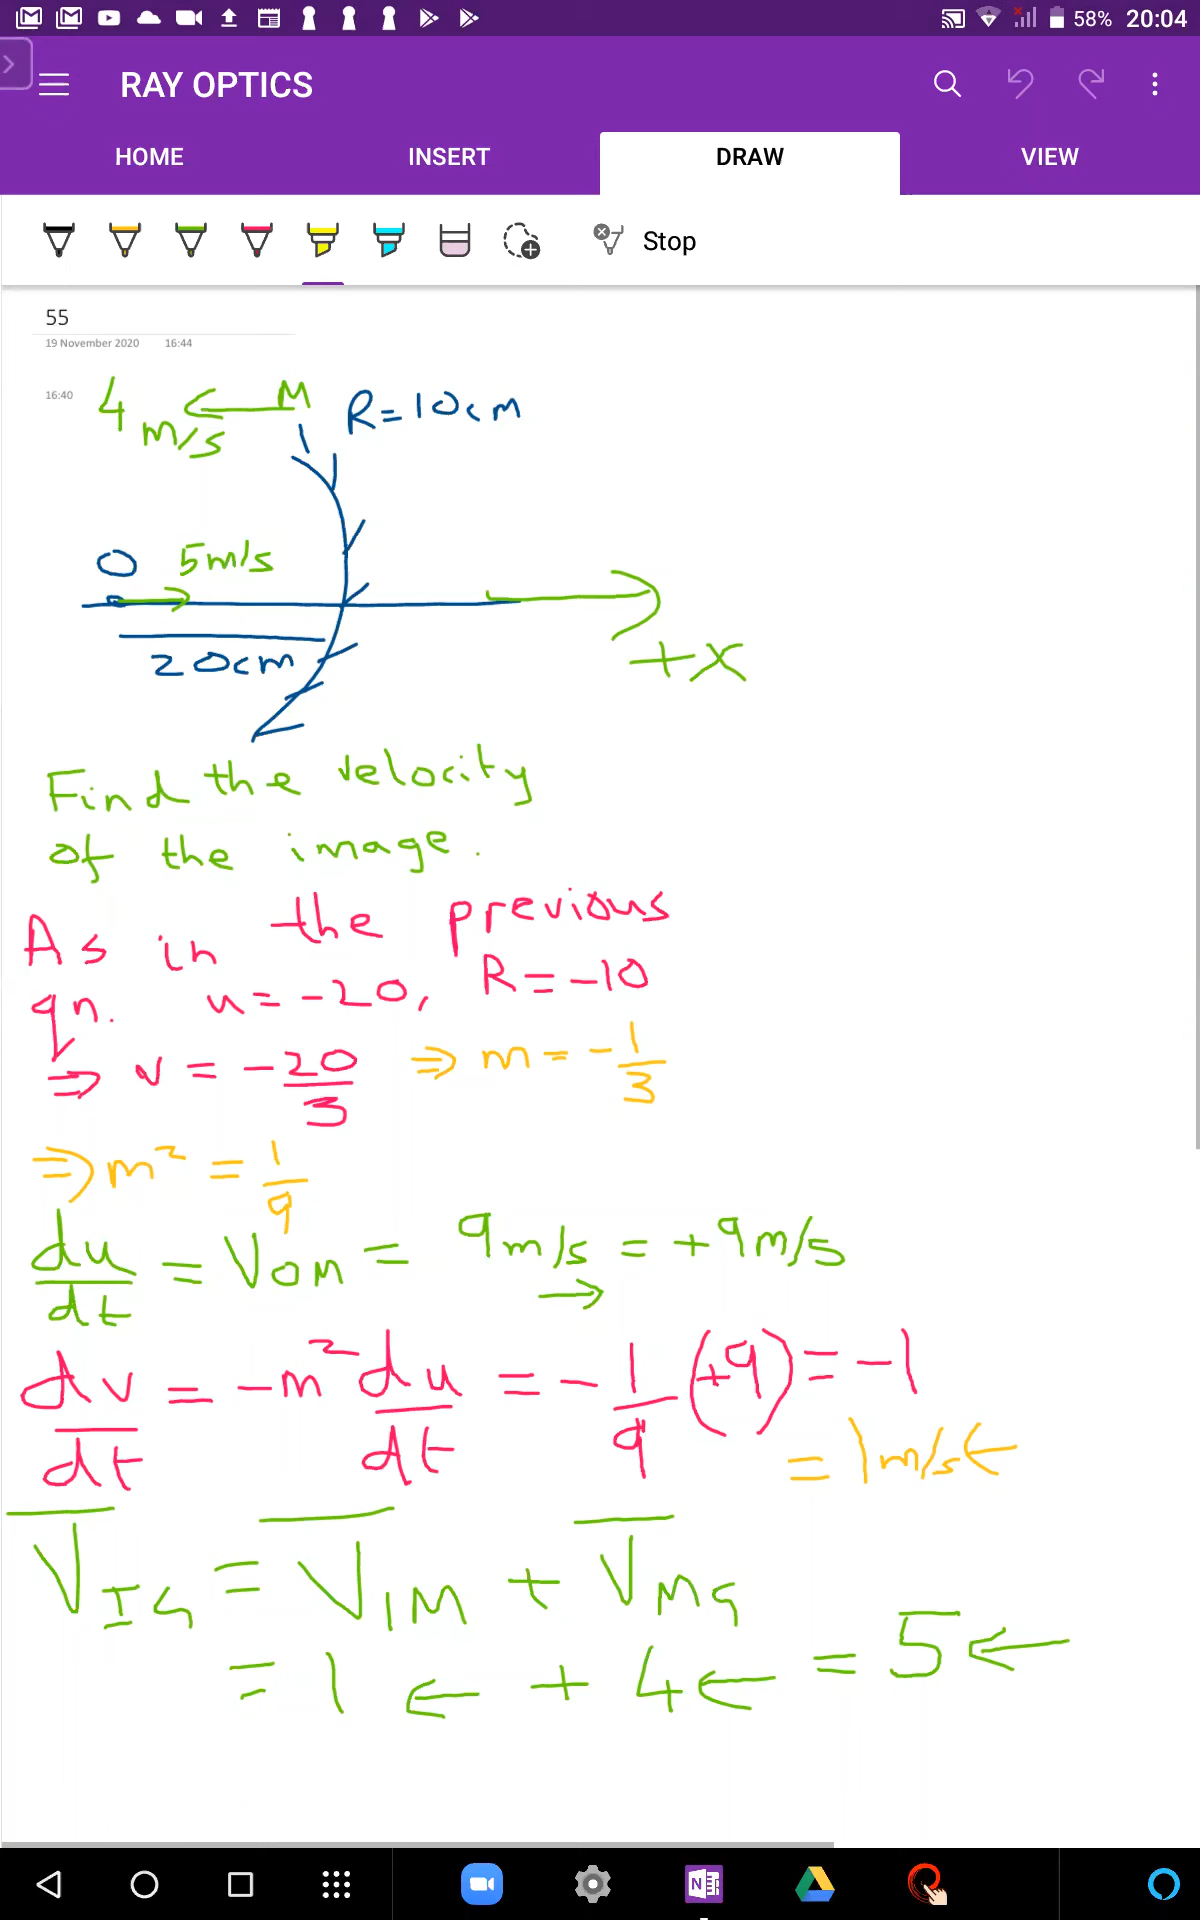 58% 20:04
RAY OPTICS
HOME INSERT DRAW VIEW
Stop
55
19 November 2020 16:44
16:40
4 m/s ← M
R=10cm
O 5m/s
20cm
+x
Find the velocity
of the image.
As in the previous
qn. u=-20, R=-10
⇒ v = -20/3 ⇒ m = -1/3
⇒ m² = 1/9
du/dt = VOM = 9m/s → = +9m/s
dv/dt = -m² du/dt = -1/9 (+9) = -1
= 1m/s ←
VIG = VIM + VMG
= 1 ← + 4 ← = 5 ←